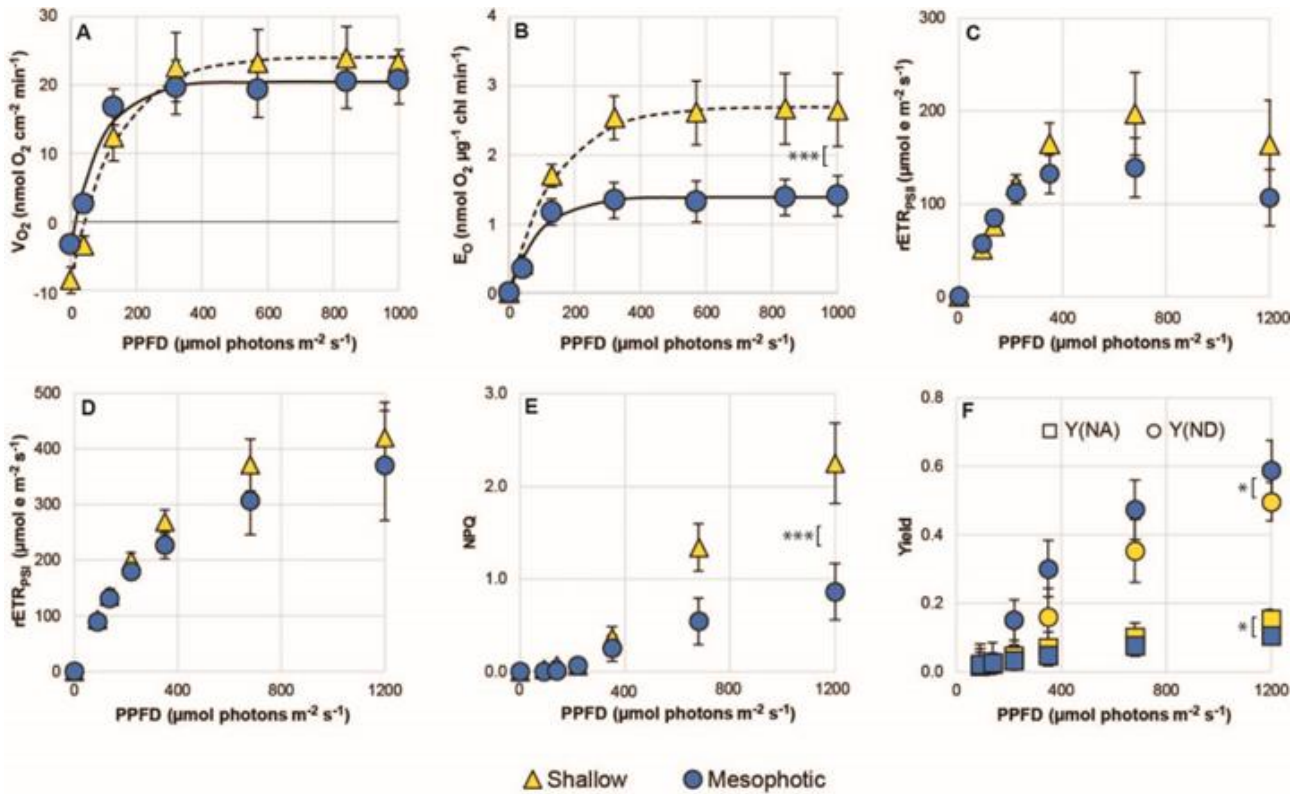 A
V_O₂ (nmol O₂ cm⁻² min⁻¹)
30
20
10
0
-10
0 200 400 600 800 1000
PPFD (µmol photons m⁻² s⁻¹)
B
E_O (nmol O₂ µg⁻¹ chl min⁻¹)
4
3
2
1
0
***
0 200 400 600 800 1000
PPFD (µmol photons m⁻² s⁻¹)
C
rETR_PSII (µmol e m⁻² s⁻¹)
300
200
100
0
0 400 800 1200
PPFD (µmol photons m⁻² s⁻¹)
D
rETR_PSI (µmol e m⁻² s⁻¹)
500
400
300
200
100
0
0 400 800 1200
PPFD (µmol photons m⁻² s⁻¹)
E
NPQ
3.0
2.0
1.0
0.0
***
0 400 800 1200
PPFD (µmol photons m⁻² s⁻¹)
F
Y(NA) Y(ND)
Yield
0.8
0.6
0.4
0.2
0.0
*
*
0 400 800 1200
PPFD (µmol photons m⁻² s⁻¹)
Shallow Mesophotic